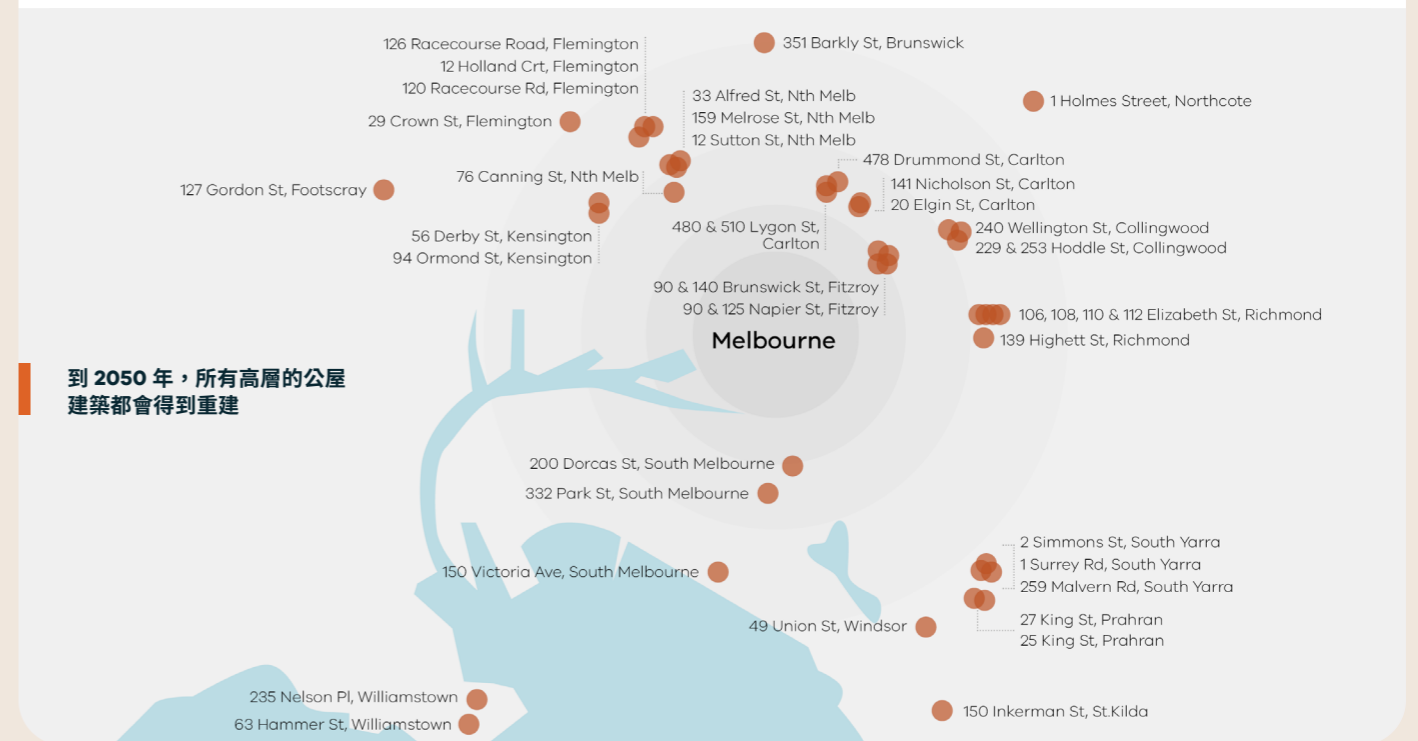 126 Racecourse Road, Flemington
12 Holland Crt, Flemington
120 Racecourse Rd, Flemington
351 Barkly St, Brunswick
33 Alfred St, Nth Melb
159 Melrose St, Nth Melb
12 Sutton St, Nth Melb
1 Holmes Street, Northcote
29 Crown St, Flemington
478 Drummond St, Carlton
76 Canning St, Nth Melb
141 Nicholson St, Carlton
20 Elgin St, Carlton
127 Gordon St, Footscray
480 & 510 Lygon St,
Carlton
240 Wellington St, Collingwood
229 & 253 Hoddle St, Collingwood
56 Derby St, Kensington
94 Ormond St, Kensington
90 & 140 Brunswick St, Fitzroy
90 & 125 Napier St, Fitzroy
106, 108, 110 & 112 Elizabeth St, Richmond
139 Highett St, Richmond
Melbourne
到 2050 年，所有高層的公屋
建築都會得到重建
200 Dorcas St, South Melbourne
332 Park St, South Melbourne
2 Simmons St, South Yarra
1 Surrey Rd, South Yarra
259 Malvern Rd, South Yarra
150 Victoria Ave, South Melbourne
27 King St, Prahran
25 King St, Prahran
49 Union St, Windsor
235 Nelson Pl, Williamstown
63 Hammer St, Williamstown
150 Inkerman St, St.Kilda